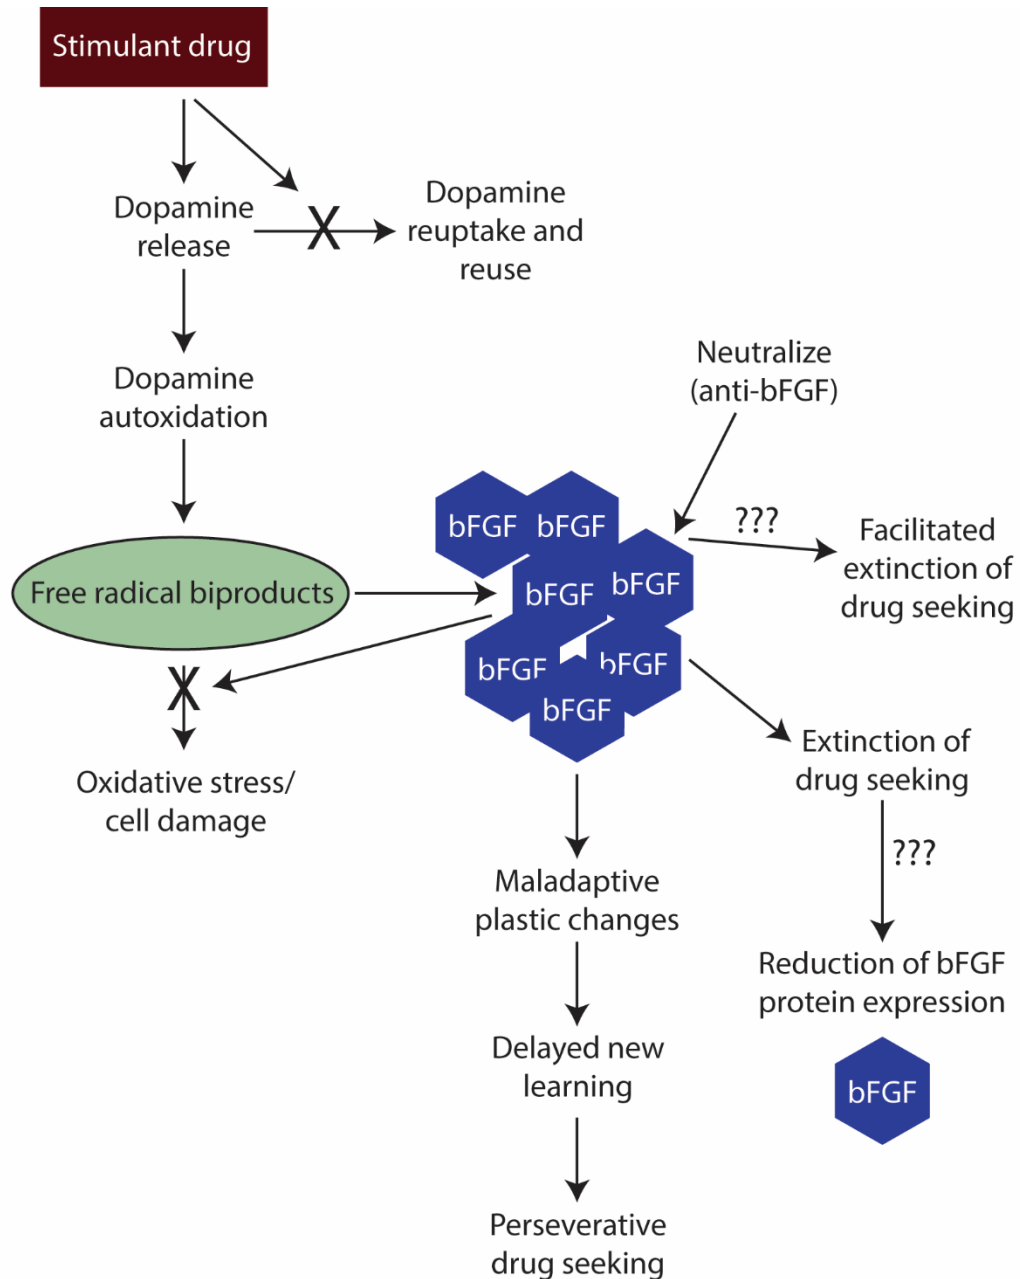 Stimulant drug
Dopamine
release
X
Dopamine
reuptake and
reuse
Dopamine
autoxidation
Neutralize
(anti-bFGF)
bFGF
bFGF
???
Facilitated
extinction of
drug seeking
Free radical biproducts
bFGF
bFGF
bFGF
bFGF
bFGF
X
Oxidative stress/
cell damage
Extinction of
drug seeking
???
Maladaptive
plastic changes
Reduction of bFGF
protein expression
bFGF
Delayed new
learning
Perseverative
drug seeking